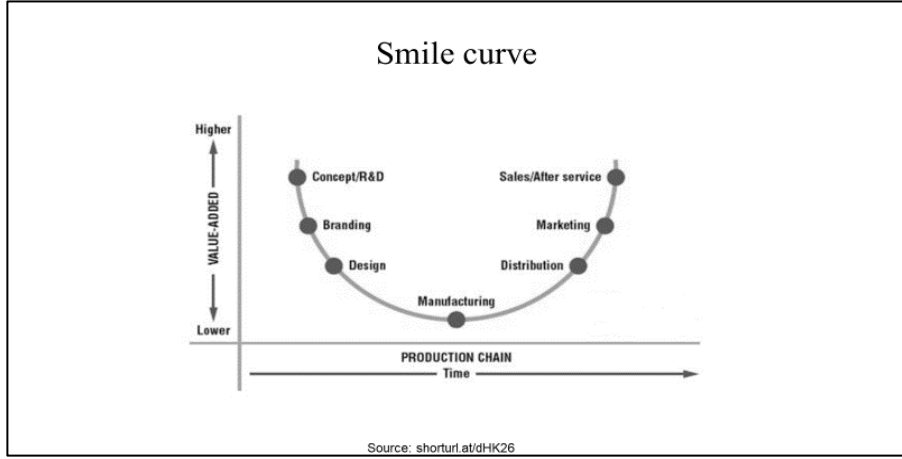 Smile curve
Higher
VALUE-ADDED
Lower
Concept/R&D
Sales/After service
Branding
Marketing
Design
Distribution
Manufacturing
PRODUCTION CHAIN
Time
Source: shorturl.at/dHK26